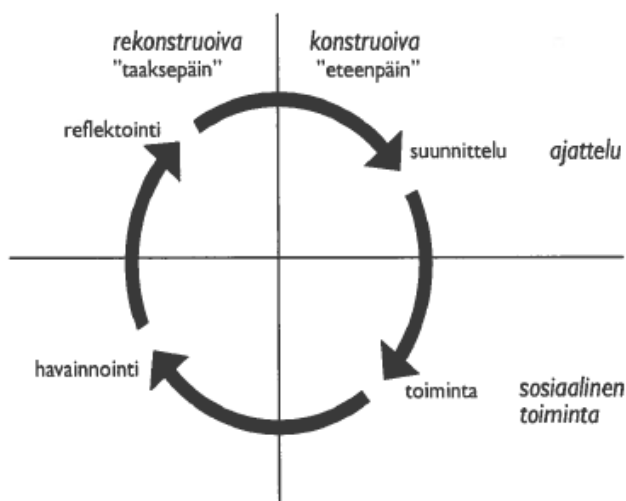 rekonstruoiva
"taaksepäin"
konstruoiva
"eteenpäin"
reflektointi
suunnittelu
ajattelu
havainnointi
toiminta
sosiaalinen
toiminta